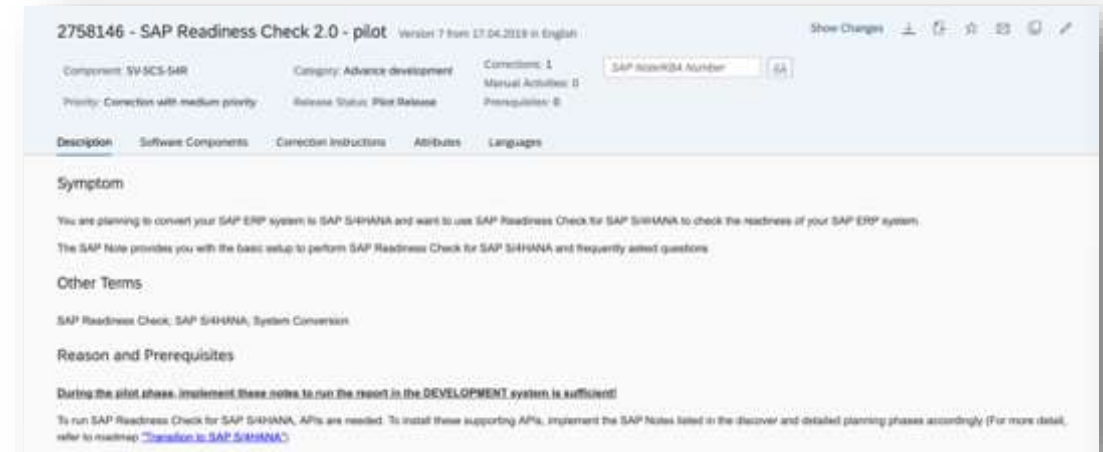 2758146 - SAP Readiness Check 2.0 - pilot Version 7 from 17.04.2019 in English
Show Changes
Component: SV-SCS-S4R
Category: Advance development
Corrections: 1
SAP Note/KBA Number
Manual Activities: 0
Priority: Correction with medium priority
Release Status: Pilot Release
Prerequisites: 0
Description Software Components Correction Instructions Attributes Languages
Symptom
You are planning to convert your SAP ERP system to SAP S/4HANA and want to use SAP Readiness Check for SAP S/4HANA to check the readiness of your SAP ERP system.
The SAP Note provides you with the basic setup to perform SAP Readiness Check for SAP S/4HANA and frequently asked questions
Other Terms
SAP Readiness Check; SAP S/4HANA; System Conversion
Reason and Prerequisites
During the pilot phase, implement these notes to run the report in the DEVELOPMENT system is sufficient!
To run SAP Readiness Check for SAP S/4HANA, APIs are needed. To install these supporting APIs, implement the SAP Notes listed in the discover and detailed planning phases accordingly (For more detail,
refer to roadmap "Transition to SAP S/4HANA")